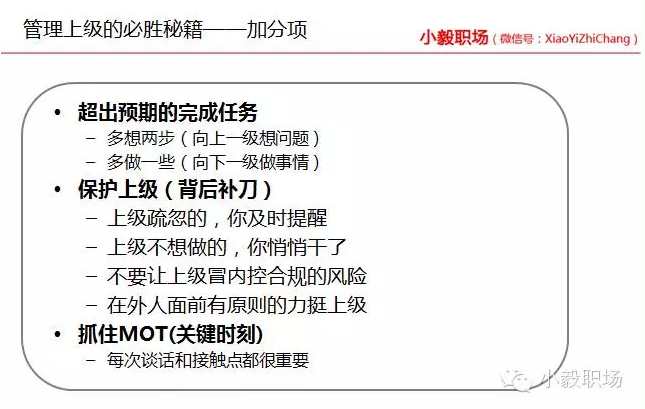 管理上级的必胜秘籍——加分项
小毅职场（微信号：XiaoYiZhiChang）
• 超出预期的完成任务
– 多想两步（向上一级想问题）
– 多做一些（向下一级做事情）
• 保护上级（背后补刀）
– 上级疏忽的，你及时提醒
– 上级不想做的，你悄悄干了
– 不要让上级冒内控合规的风险
– 在外人面前有原则的力挺上级
• 抓住MOT(关键时刻)
– 每次谈话和接触点都很重要
小毅职场